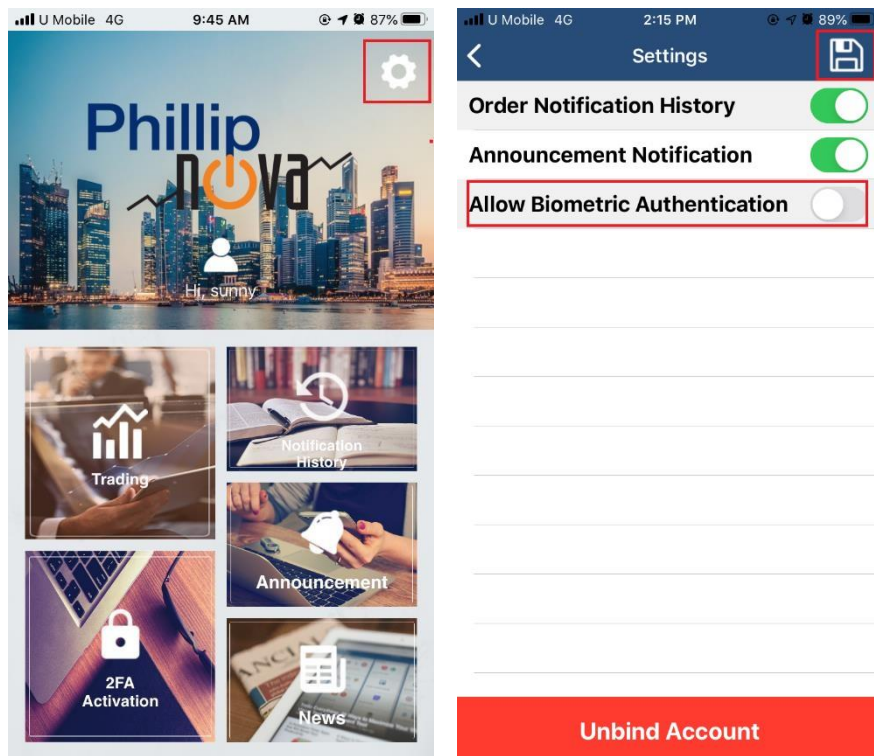 U Mobile 4G 9:45 AM 87%
Phillip
nova
Hi, sunny
Trading
Notification
History
Announcement
2FA
Activation
News
U Mobile 4G 2:15 PM 89%
Settings
Order Notification History
Announcement Notification
Allow Biometric Authentication
Unbind Account